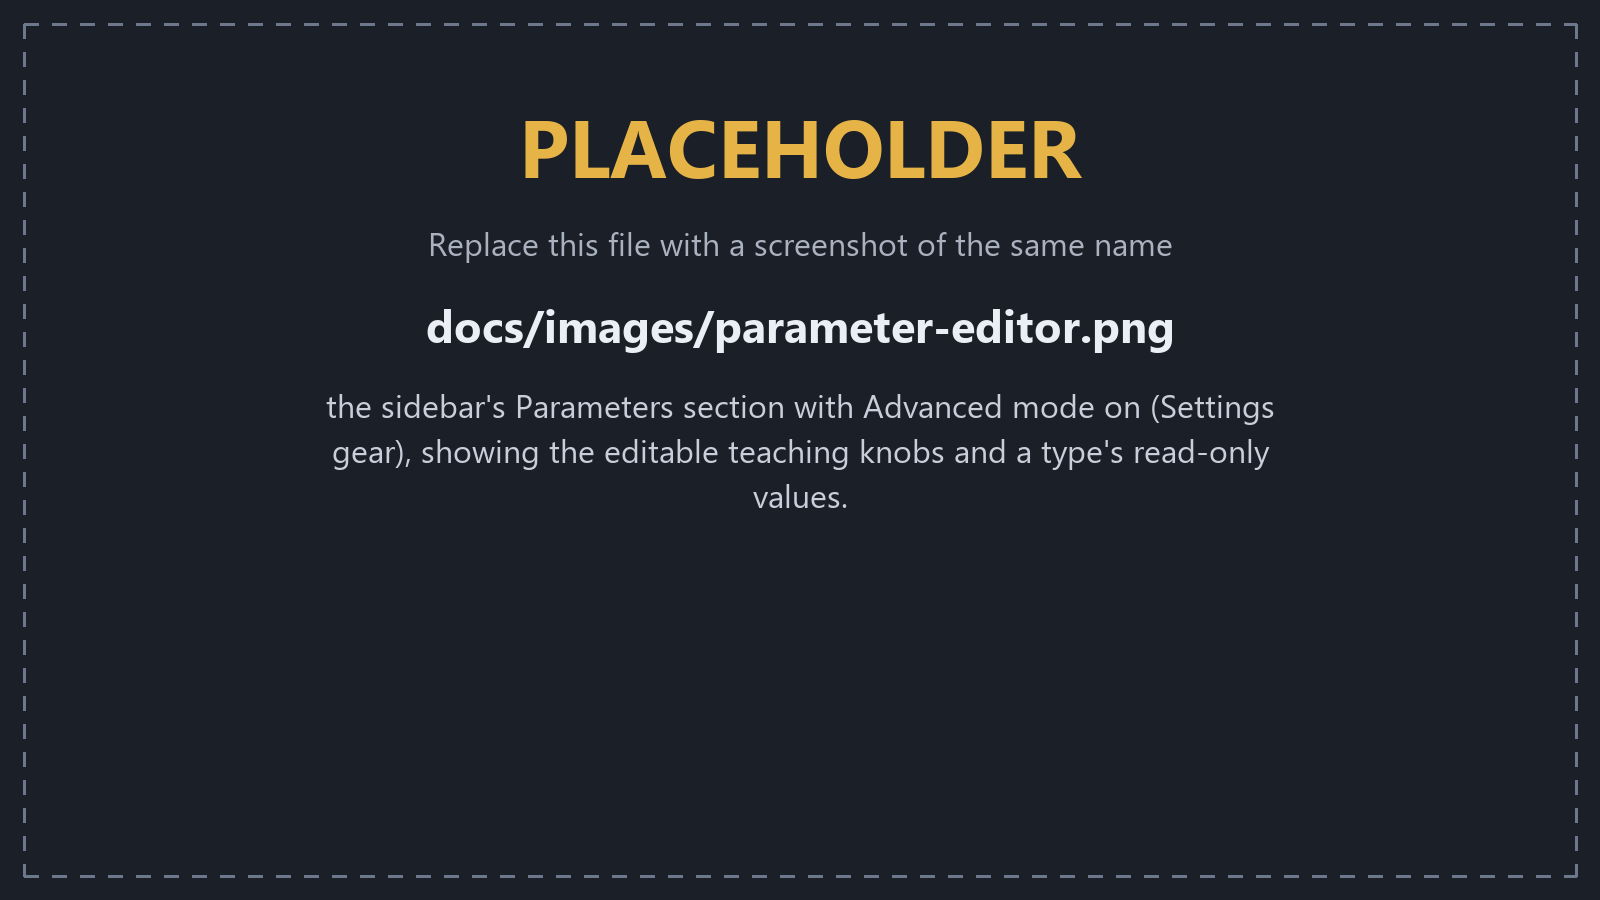 PLACEHOLDER
Replace this file with a screenshot of the same name
docs/images/parameter-editor.png
the sidebar's Parameters section with Advanced mode on (Settings
gear), showing the editable teaching knobs and a type's read-only
values.